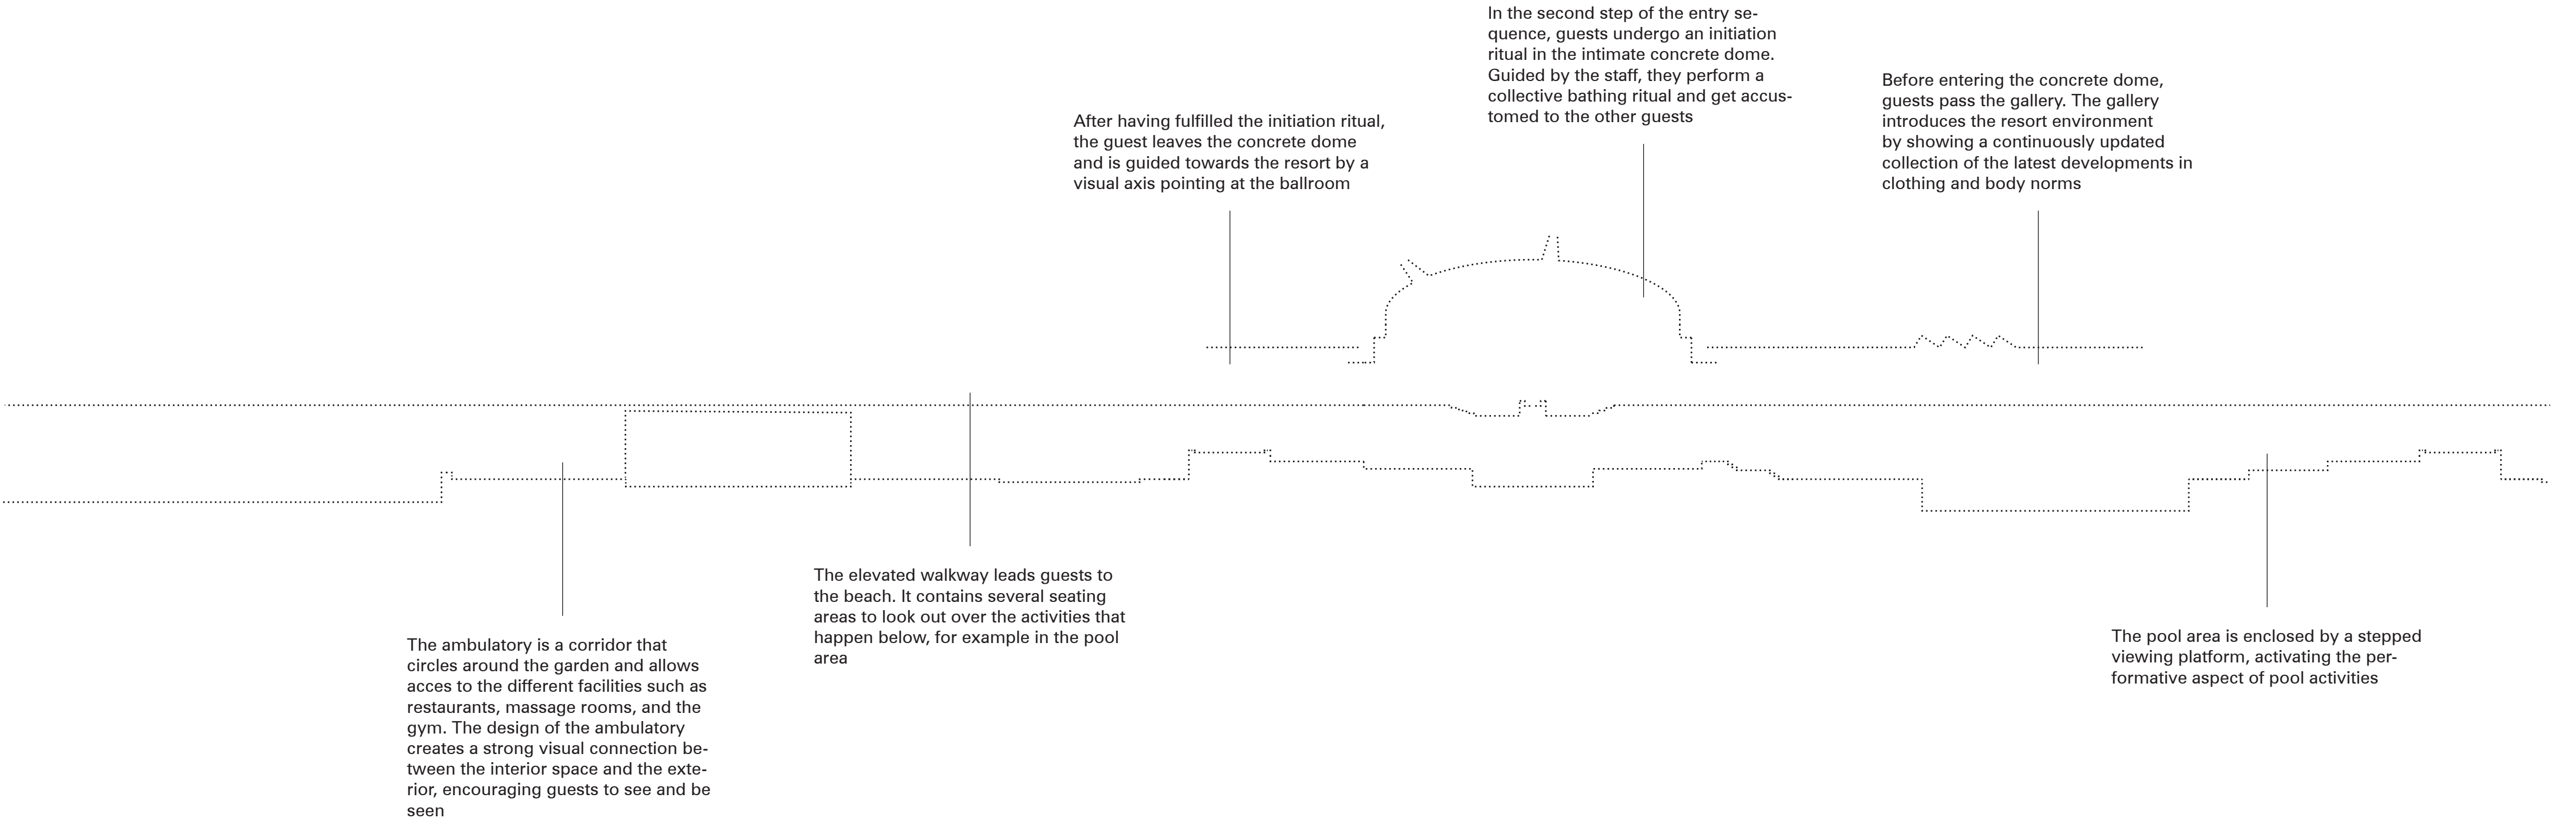 In the second step of the entry se-
quence, guests undergo an initiation
ritual in the intimate concrete dome.
Guided by the staff, they perform a
collective bathing ritual and get accus-
tomed to the other guests
Before entering the concrete dome,
guests pass the gallery. The gallery
introduces the resort environment
by showing a continuously updated
collection of the latest developments in
clothing and body norms
After having fulfilled the initiation ritual,
the guest leaves the concrete dome
and is guided towards the resort by a
visual axis pointing at the ballroom
The elevated walkway leads guests to
the beach. It contains several seating
areas to look out over the activities that
happen below, for example in the pool
area
The pool area is enclosed by a stepped
viewing platform, activating the per-
formative aspect of pool activities
The ambulatory is a corridor that
circles around the garden and allows
acces to the different facilities such as
restaurants, massage rooms, and the
gym. The design of the ambulatory
creates a strong visual connection be-
tween the interior space and the exte-
rior, encouraging guests to see and be
seen